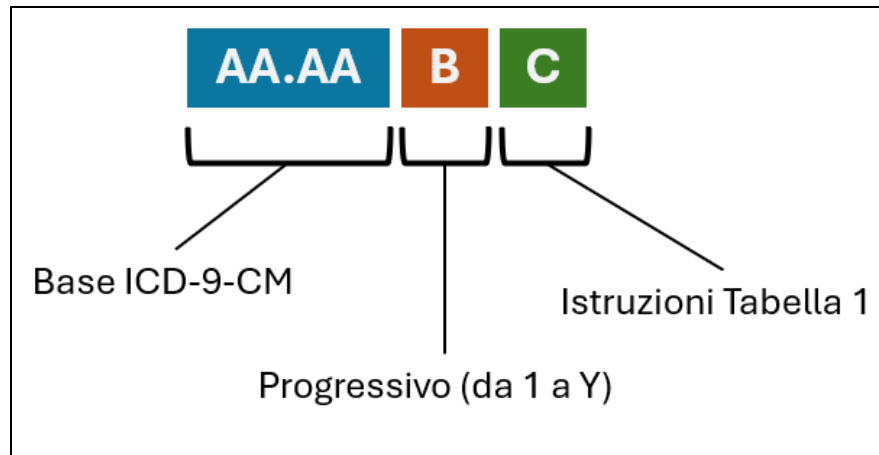 AA.AA B C
Base ICD-9-CM
Istruzioni Tabella 1
Progressivo (da 1 a Y)